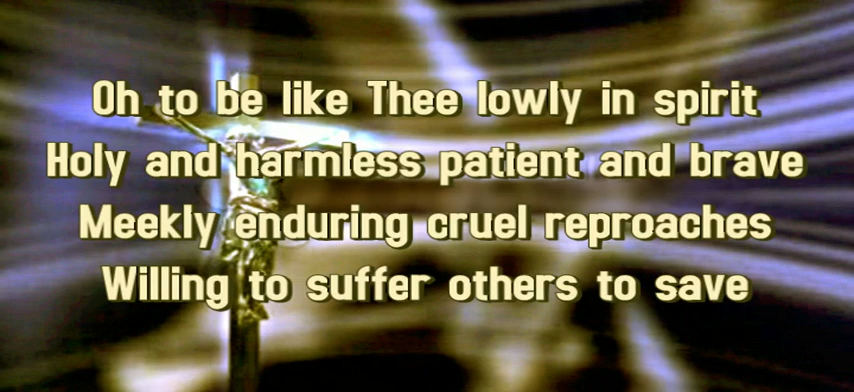 Oh to be like Thee lowly in spirit
Holy and harmless patient and brave
Meekly enduring cruel reproaches
Willing to suffer others to save